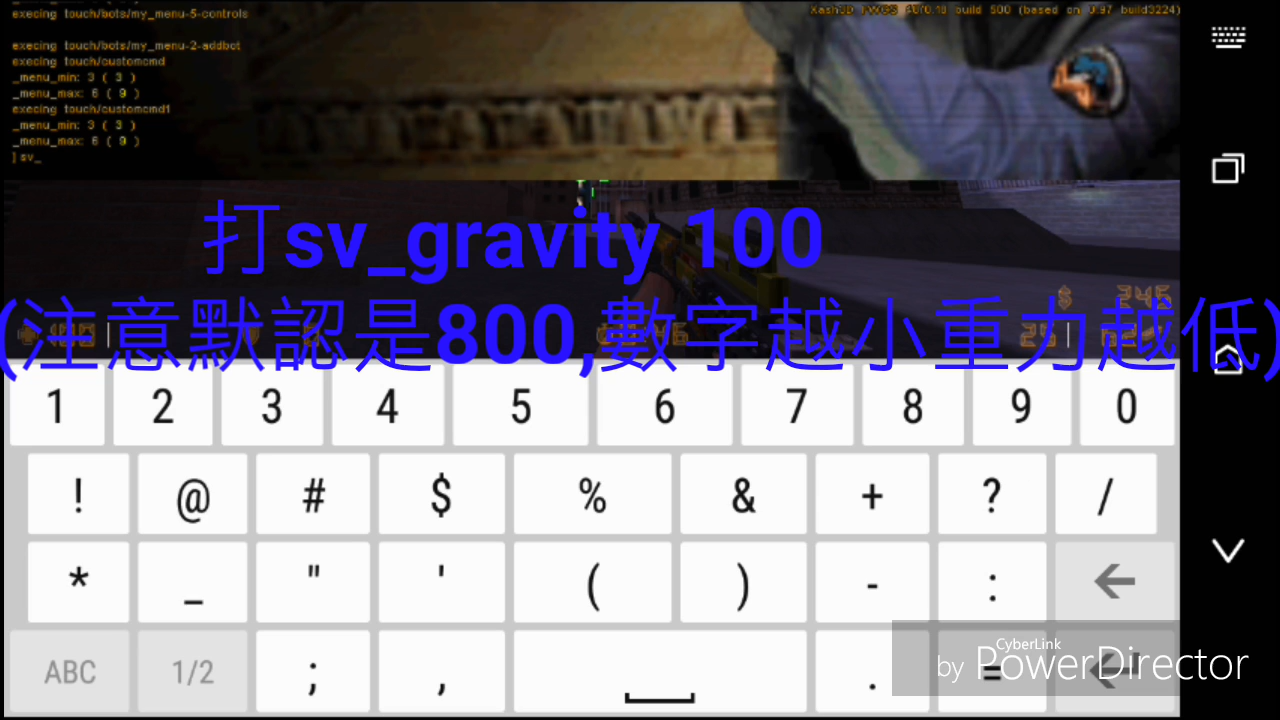 execing touch/bots/my_menu-5-controls
execing touch/bots/my_menu-2-addbot
execing touch/customcmd
_menu_min: 3 ( 3 )
_menu_max: 6 ( 9 )
execing touch/customcmd1
_menu_min: 3 ( 3 )
_menu_max: 6 ( 9 )
] sv_
打sv_gravity 100
(注意默認是800,數字越小重力越低)
$ 345
1 2 3 4 5 6 7 8 9 0
! @ # $ % & + ? /
* _ " ' ( ) - :
ABC 1/2 ; , . =
CyberLink
by PowerDirector